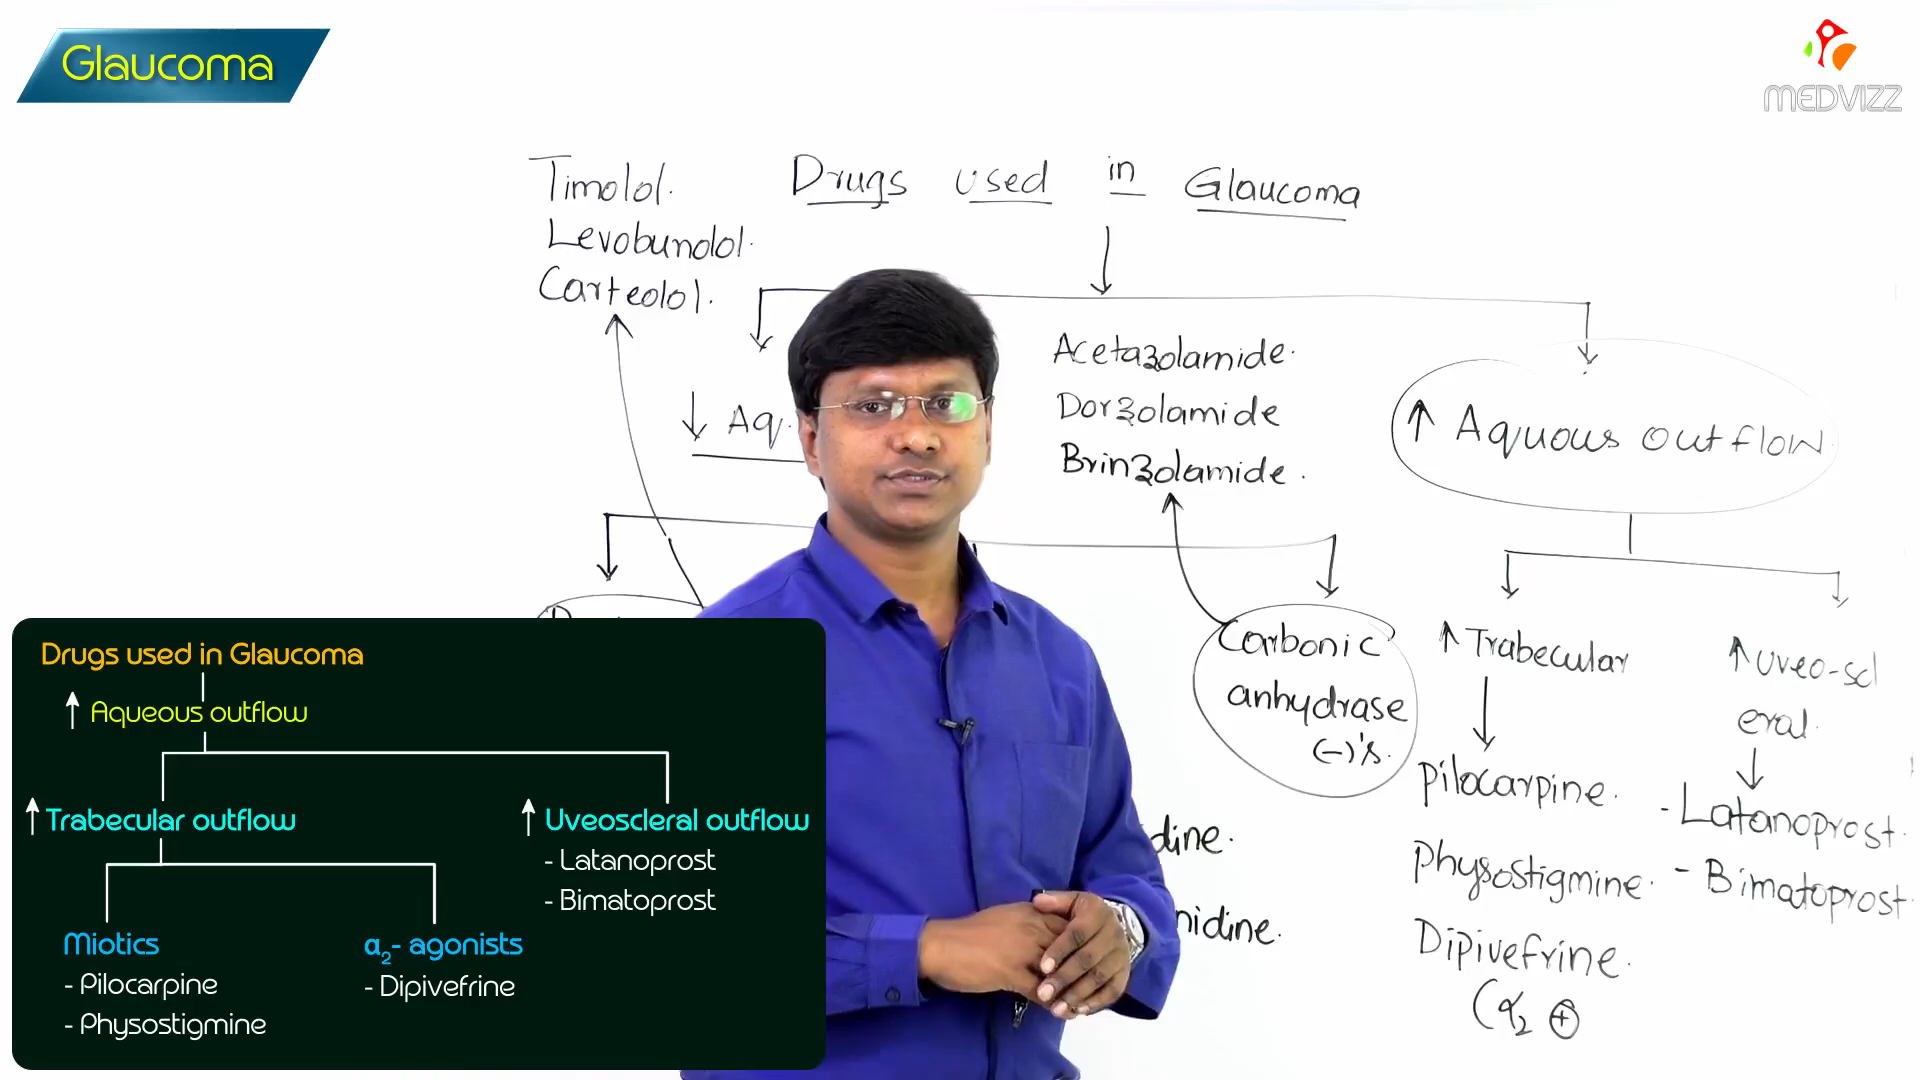 Glaucoma
MEDVIZZ
Drugs used in Glaucoma
Timolol.
Levobunolol.
Carteolol.
↓ Aq.
Acetazolamide.
Dorzolamide
Brinzolamide.
↑ Aquous outflow
Carbonic
anhydrase
(-)'s.
↑ Trabecular
Pilocarpine.
Physostigmine.
Dipivefrine.
(α2 ⊕
↑ uveo-scl
eral.
- Latanoprost.
- Bimatoprost.
dine.
nidine.
Drugs used in Glaucoma
↑ Aqueous outflow
↑ Trabecular outflow
Miotics
- Pilocarpine
- Physostigmine
α2- agonists
- Dipivefrine
↑ Uveoscleral outflow
- Latanoprost
- Bimatoprost